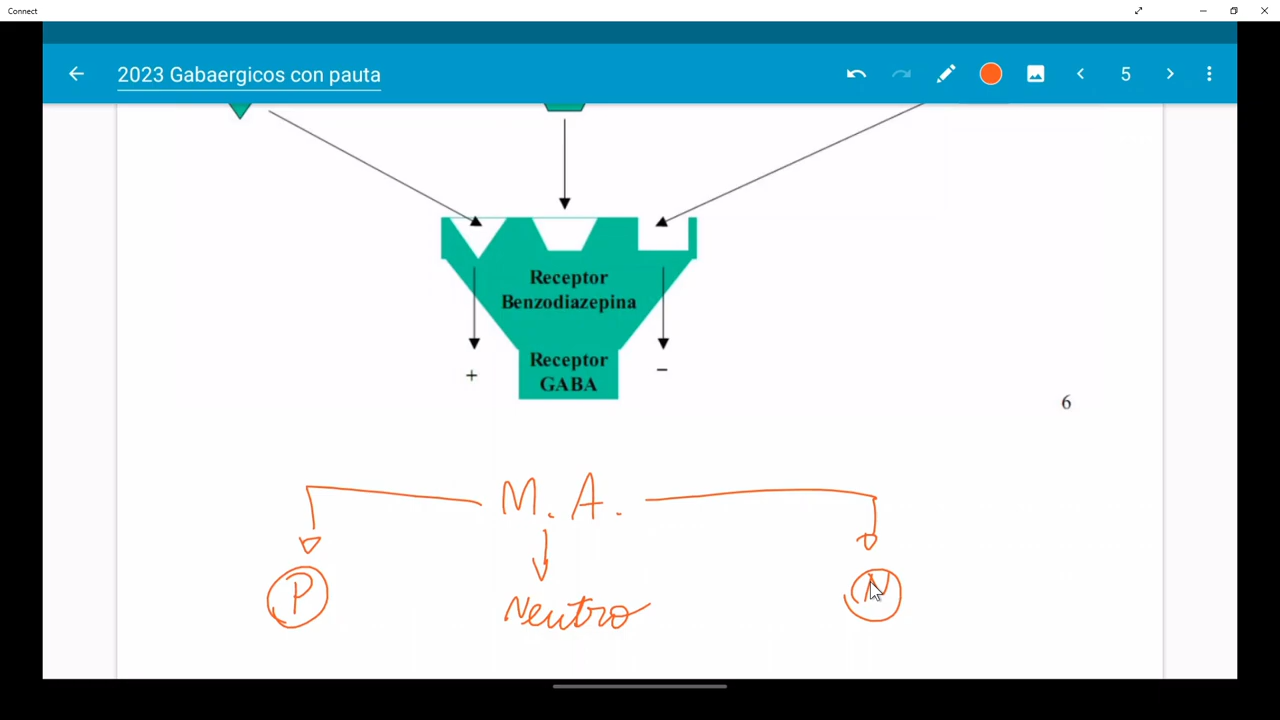 Connect
2023 Gabaergicos con pauta
5
Receptor
Benzodiazepina
Receptor
GABA
+
−
6
M. A.
P
Neutro
N